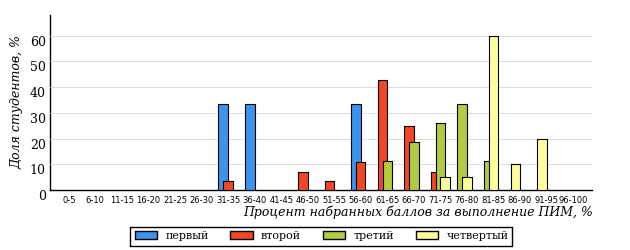 Доля студентов, %
60
50
40
30
20
10
0
0-5 6-10 11-15 16-20 21-25 26-30 31-35 36-40 41-45 46-50 51-55 56-60 61-65 66-70 71-75 76-80 81-85 86-90 91-95 96-100
Процент набранных баллов за выполнение ПИМ, %
первый второй третий четвертый